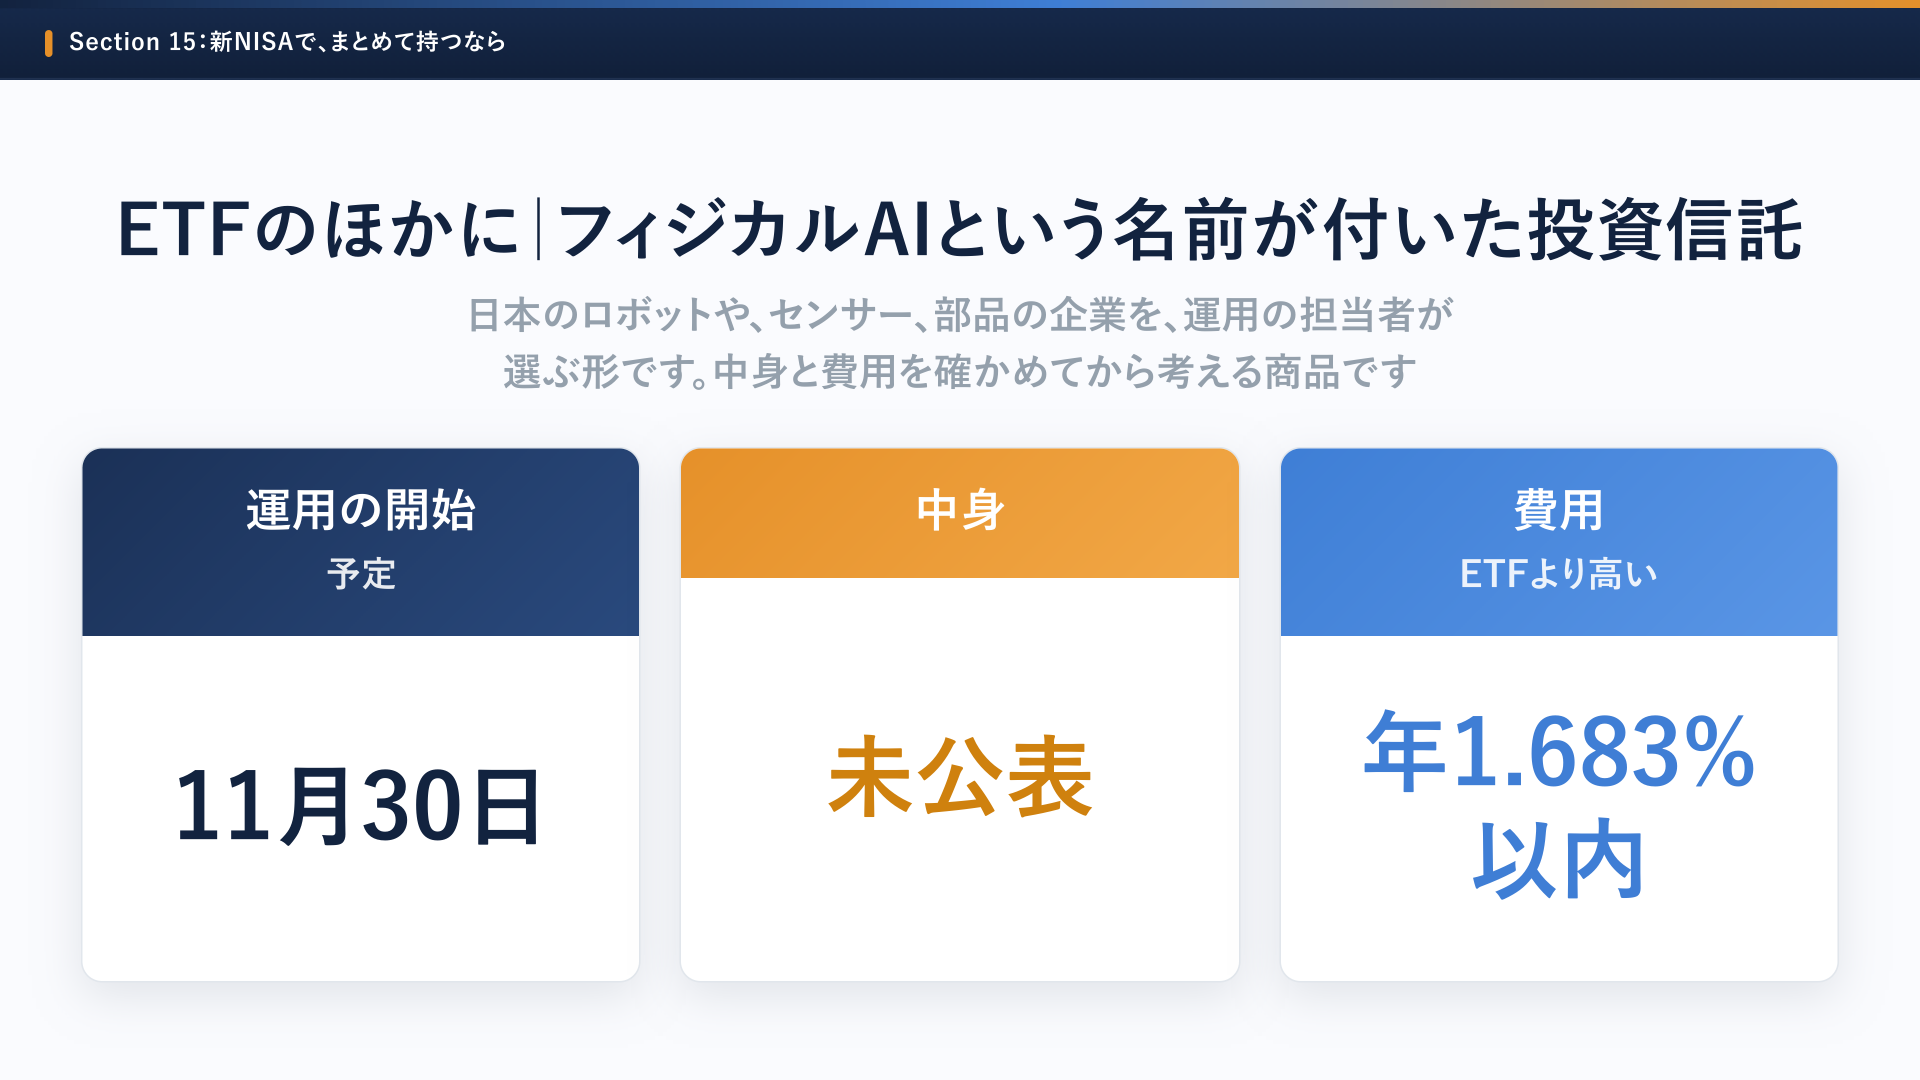 Section 15：新NISAで、まとめて持つなら
ETFのほかに｜フィジカルAIという名前が付いた投資信託
日本のロボットや、センサー、部品の企業を、運用の担当者が
選ぶ形です。中身と費用を確かめてから考える商品です
運用の開始
予定
11月30日
中身
未公表
費用
ETFより高い
年1.683%
以内